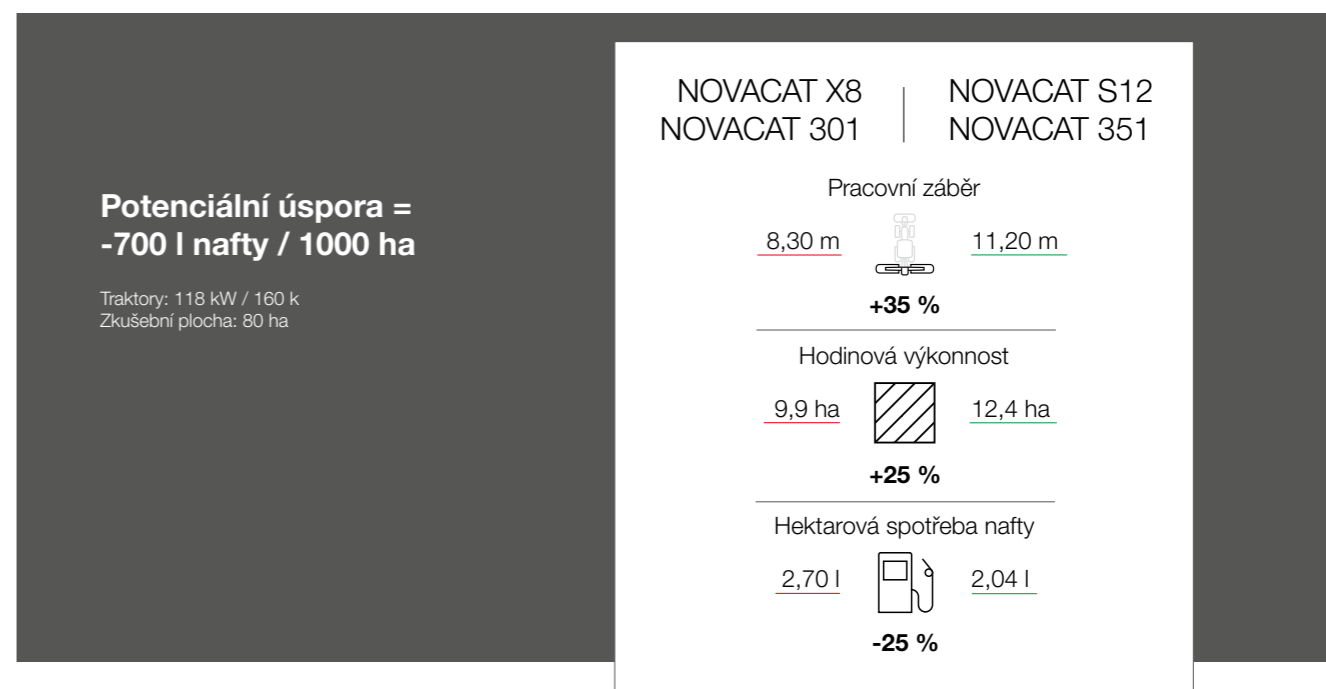 Potenciální úspora =
-700 l nafty / 1000 ha
Traktory: 118 kW / 160 k
Zkušební plocha: 80 ha
NOVACAT X8
NOVACAT 301
NOVACAT S12
NOVACAT 351
Pracovní záběr
8,30 m
11,20 m
+35 %
Hodinová výkonnost
9,9 ha
12,4 ha
+25 %
Hektarová spotřeba nafty
2,70 l
2,04 l
-25 %